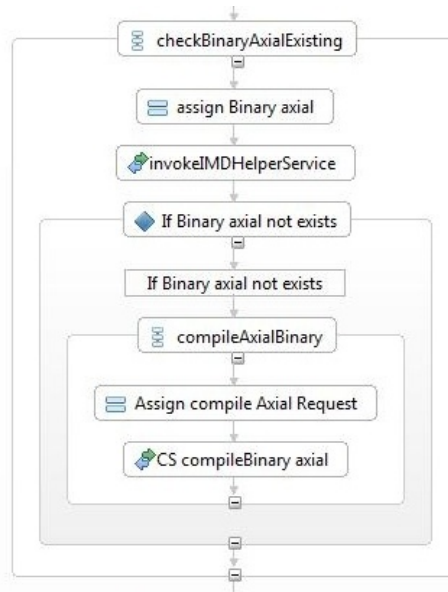 checkBinaryAxialExisting
assign Binary axial
invokeIMDHelperService
If Binary axial not exists
If Binary axial not exists
compileAxialBinary
Assign compile Axial Request
CS compileBinary axial